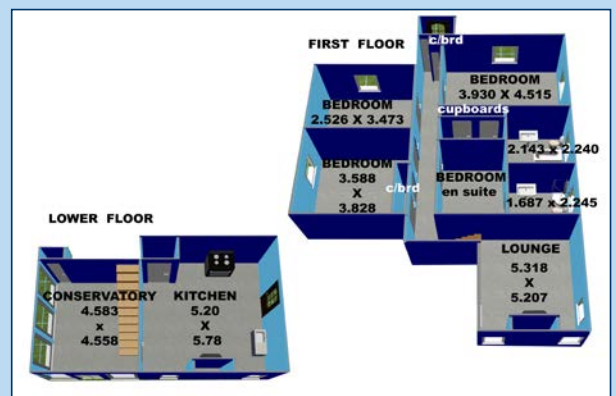 FIRST FLOOR
c/brd
BEDROOM
3.930 X 4.515
BEDROOM
2.526 X 3.473
cupboards
2.143 x 2.240
BEDROOM
3.588
X
3.828
c/brd
BEDROOM
en suite
1.687 x 2.245
LOUNGE
5.318
X
5.207
LOWER FLOOR
CONSERVATORY
4.583
x
4.558
KITCHEN
5.20
X
5.78